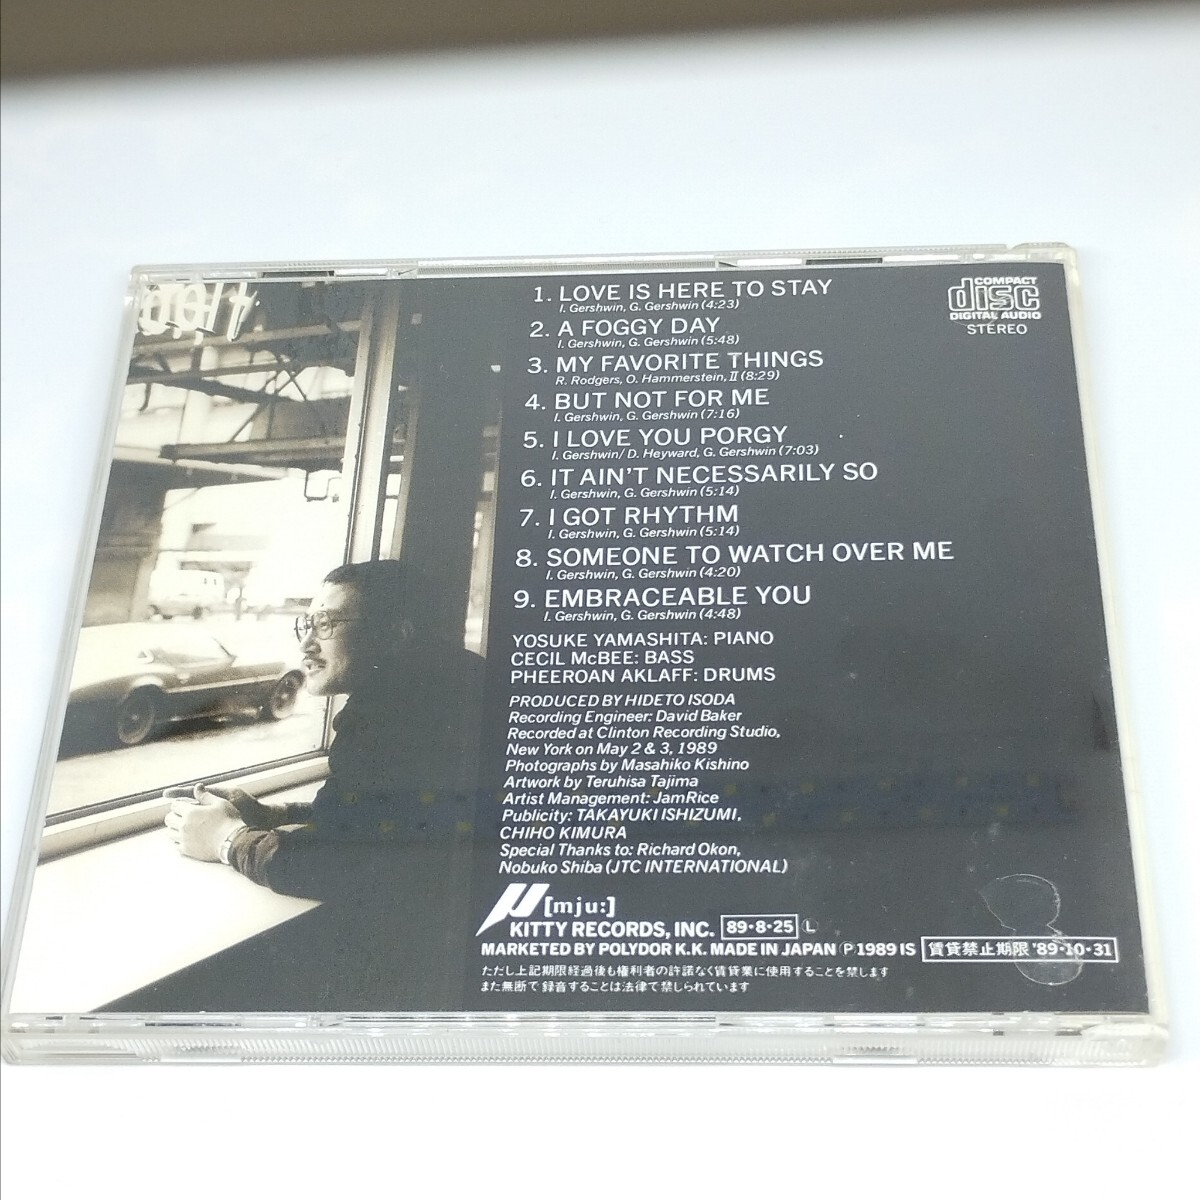 1. LOVE IS HERE TO STAY
I. Gershwin, G. Gershwin (4:23)
2. A FOGGY DAY
I. Gershwin, G. Gershwin (5:48)
3. MY FAVORITE THINGS
R. Rodgers, O. Hammerstein, II (8:29)
4. BUT NOT FOR ME
I. Gershwin, G. Gershwin (7:16)
5. I LOVE YOU PORGY
I. Gershwin/ D. Heyward, G. Gershwin (7:03)
6. IT AIN'T NECESSARILY SO
I. Gershwin, G. Gershwin (5:14)
7. I GOT RHYTHM
I. Gershwin, G. Gershwin (5:14)
8. SOMEONE TO WATCH OVER ME
I. Gershwin, G. Gershwin (4:20)
9. EMBRACEABLE YOU
I. Gershwin, G. Gershwin (4:48)
COMPACT
disc
DIGITAL AUDIO
STEREO
YOSUKE YAMASHITA: PIANO
CECIL McBEE: BASS
PHEEROAN AKLAFF: DRUMS
PRODUCED BY HIDETO ISODA
Recording Engineer: David Baker
Recorded at Clinton Recording Studio,
New York on May 2 & 3, 1989
Photographs by Masahiko Kishino
Artwork by Teruhisa Tajima
Artist Management: JamRice
Publicity: TAKAYUKI ISHIZUMI,
CHIHO KIMURA
Special Thanks to: Richard Okon,
Nobuko Shiba (JTC INTERNATIONAL)
μ [mju:]
KITTY RECORDS, INC. 89·8·25 Ⓛ
MARKETED BY POLYDOR K.K. MADE IN JAPAN Ⓟ 1989 IS 賃貸禁止期限 '89·10·31
ただし上記期限経過後も権利者の許諾なく賃貸業に使用することを禁します
また無断で録音することは法律で禁じられています